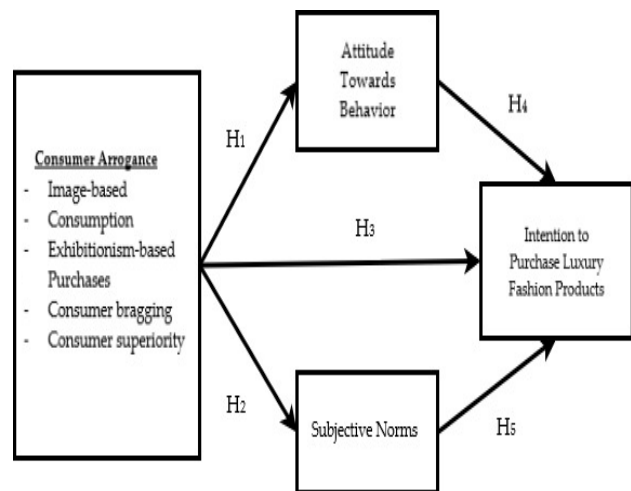 Consumer Arrogance
- Image-based
- Consumption
- Exhibitionism-based
Purchases
- Consumer bragging
- Consumer superiority
H1
H2
H3
Attitude
Towards
Behavior
Subjective Norms
H4
H5
Intention to
Purchase Luxury
Fashion Products